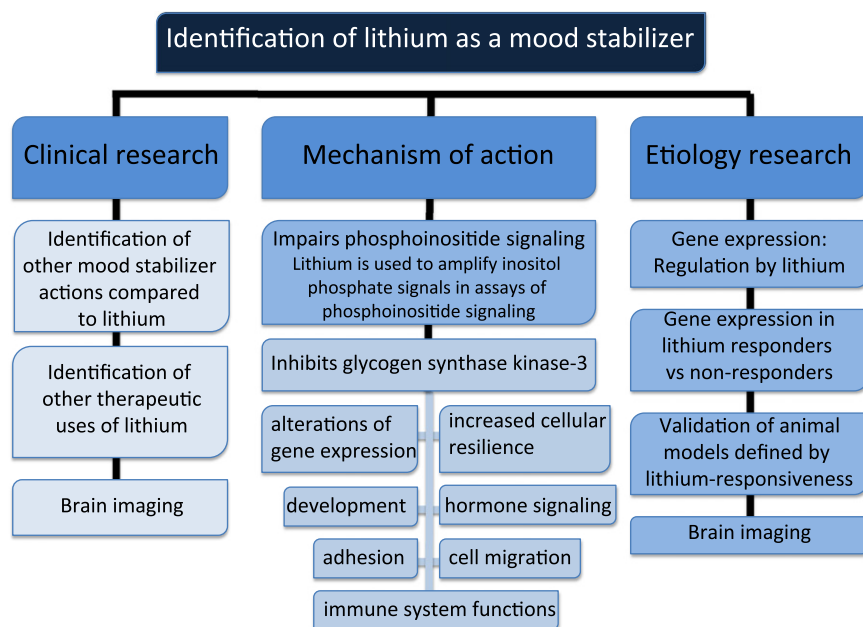 Identification of lithium as a mood stabilizer
Clinical research
Identification of
other mood stabilizer
actions compared
to lithium
Identification of
other therapeutic
uses of lithium
Brain imaging
Mechanism of action
Impairs phosphoinositide signaling
Lithium is used to amplify inositol
phosphate signals in assays of
phosphoinositide signaling
Inhibits glycogen synthase kinase-3
alterations of
gene expression
increased cellular
resilience
development
hormone signaling
adhesion
cell migration
immune system functions
Etiology research
Gene expression:
Regulation by lithium
Gene expression in
lithium responders
vs non-responders
Validation of animal
models defined by
lithium-responsiveness
Brain imaging